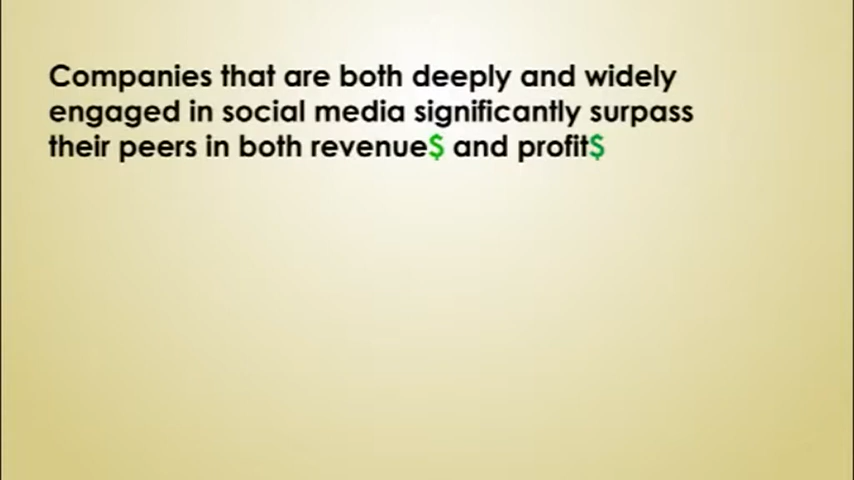 Companies that are both deeply and widely
engaged in social media significantly surpass
their peers in both revenue$ and profit$